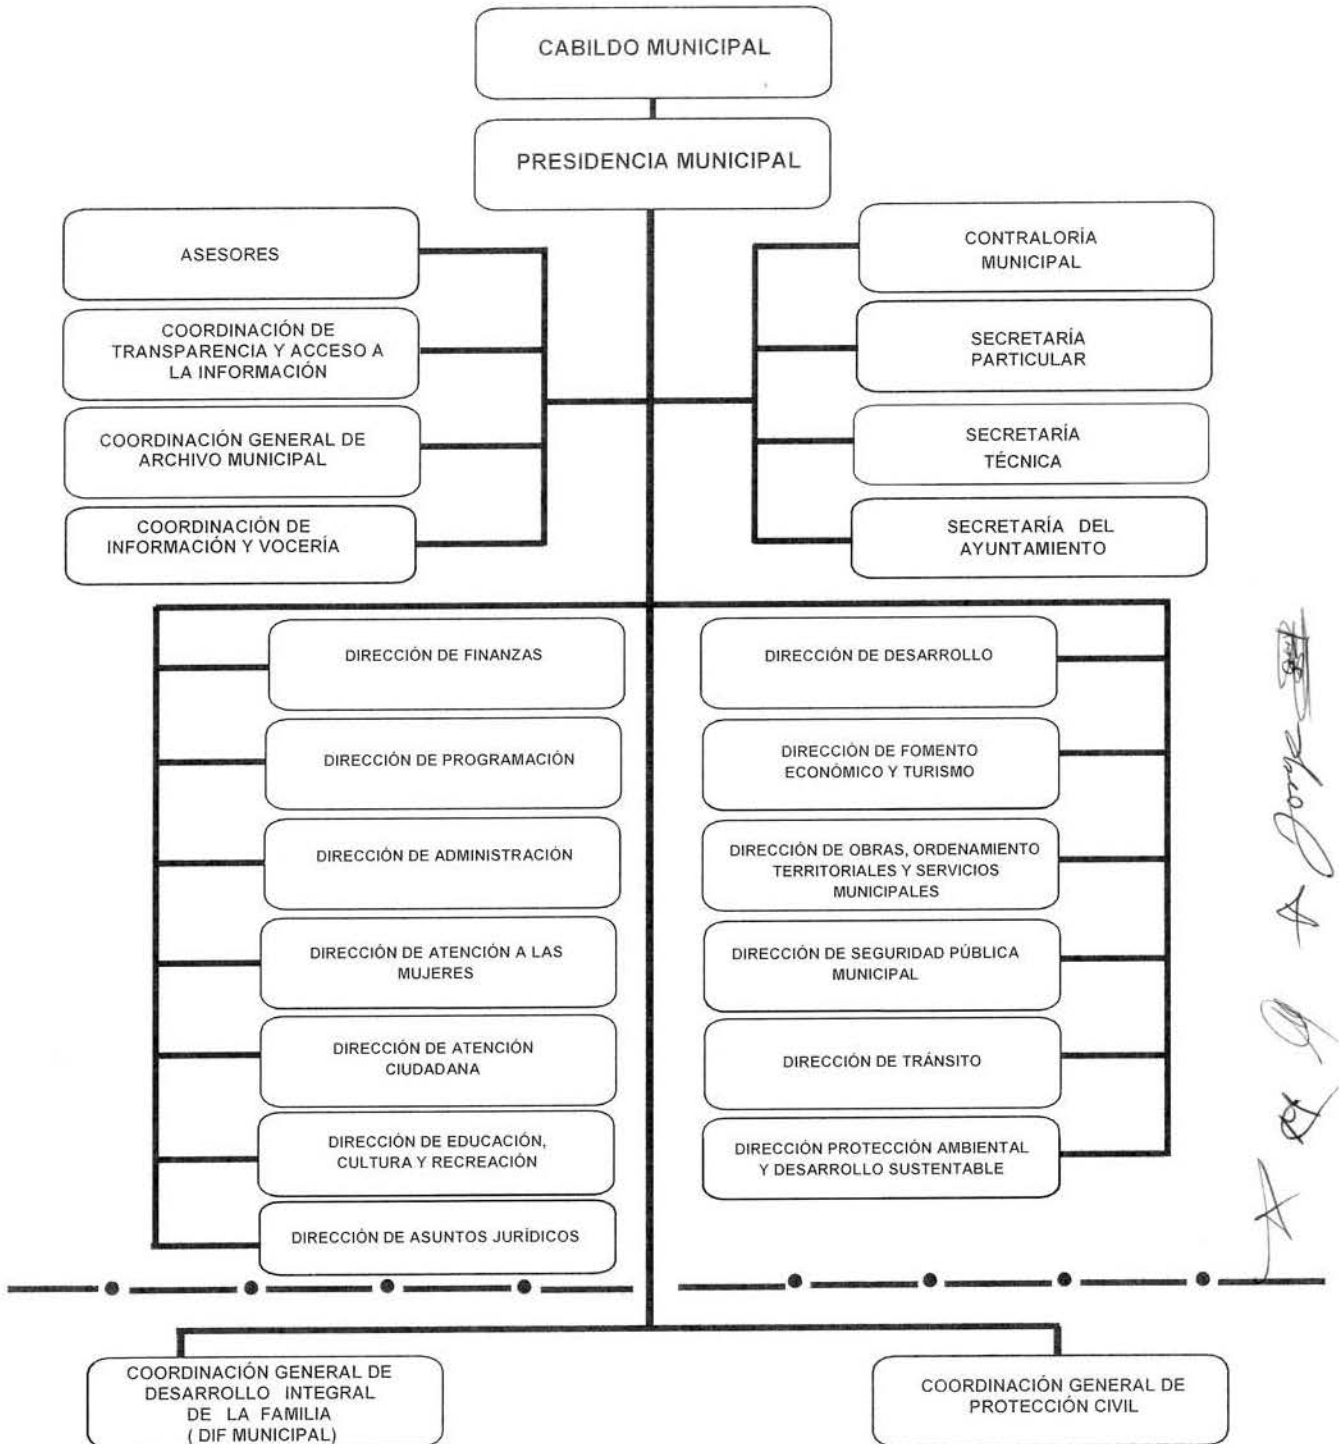 CABILDO MUNICIPAL
PRESIDENCIA MUNICIPAL
ASESORES
COORDINACIÓN DE
TRANSPARENCIA Y ACCESO A
LA INFORMACIÓN
COORDINACIÓN GENERAL DE
ARCHIVO MUNICIPAL
COORDINACIÓN DE
INFORMACIÓN Y VOCERÍA
CONTRALORÍA
MUNICIPAL
SECRETARÍA
PARTICULAR
SECRETARÍA
TÉCNICA
SECRETARÍA DEL
AYUNTAMIENTO
DIRECCIÓN DE FINANZAS
DIRECCIÓN DE PROGRAMACIÓN
DIRECCIÓN DE ADMINISTRACIÓN
DIRECCIÓN DE ATENCIÓN A LAS
MUJERES
DIRECCIÓN DE ATENCIÓN
CIUDADANA
DIRECCIÓN DE EDUCACIÓN,
CULTURA Y RECREACIÓN
DIRECCIÓN DE ASUNTOS JURÍDICOS
DIRECCIÓN DE DESARROLLO
DIRECCIÓN DE FOMENTO
ECONÓMICO Y TURISMO
DIRECCIÓN DE OBRAS, ORDENAMIENTO
TERRITORIALES Y SERVICIOS
MUNICIPALES
DIRECCIÓN DE SEGURIDAD PÚBLICA
MUNICIPAL
DIRECCIÓN DE TRÁNSITO
DIRECCIÓN PROTECCIÓN AMBIENTAL
Y DESARROLLO SUSTENTABLE
COORDINACIÓN GENERAL DE
DESARROLLO INTEGRAL
DE LA FAMILIA
( DIF MUNICIPAL)
COORDINACIÓN GENERAL DE
PROTECCIÓN CIVIL